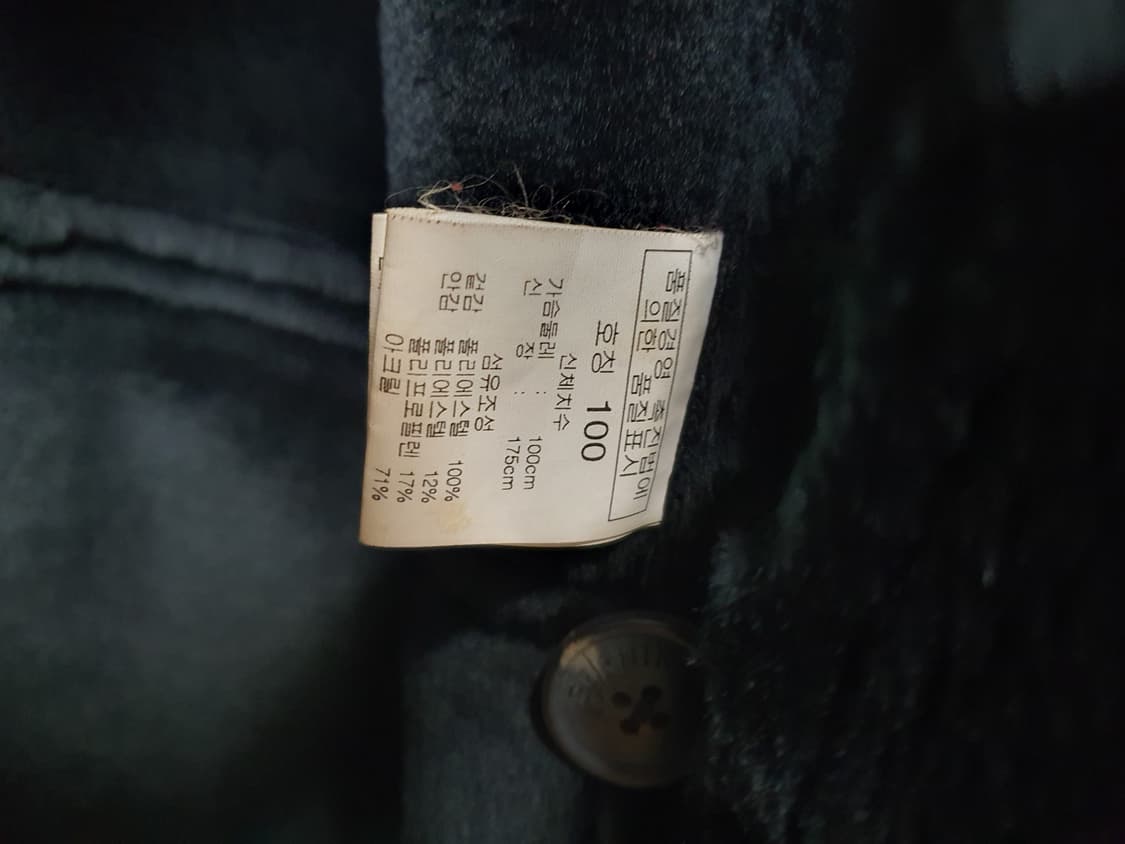 품질경영 촉진법에
의한 품질표시
호칭 100
신체치수
가슴둘레 : 100cm
신 장 : 175cm
섬유조성
겉감 폴리에스텔 100%
안감 폴리에스텔 12%
폴리프로필렌 17%
아크릴 71%